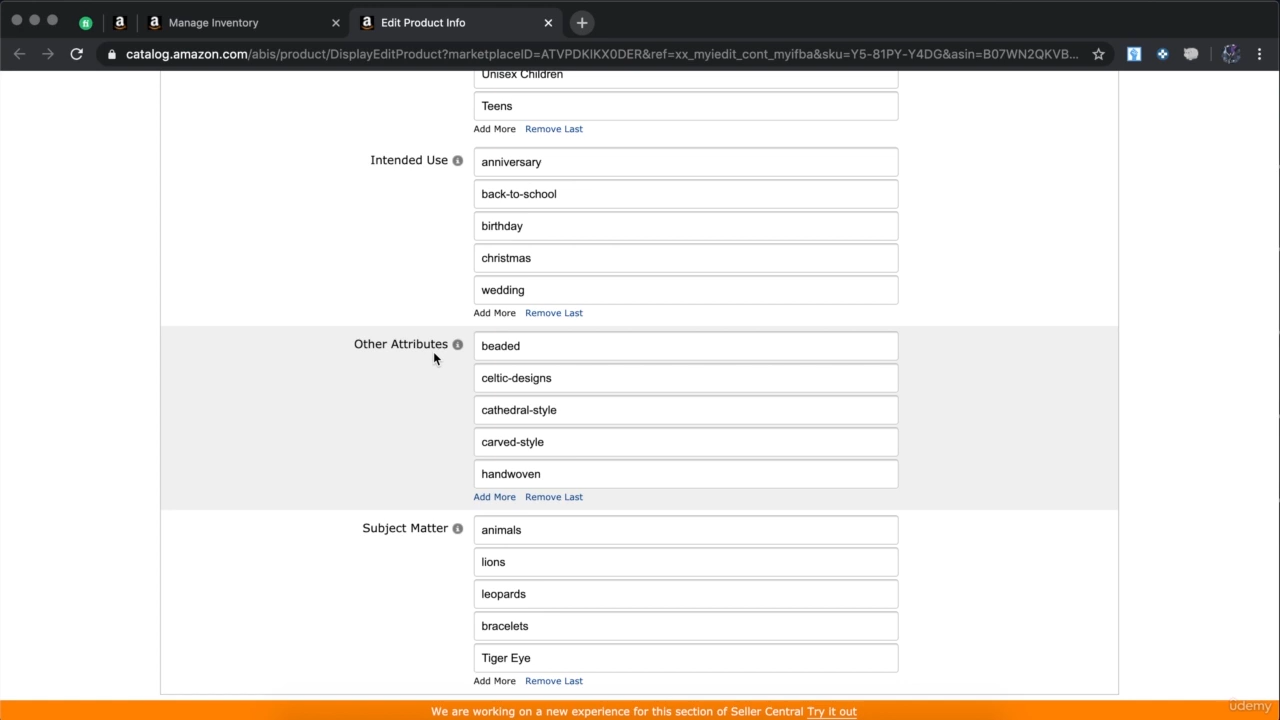 Manage Inventory
Edit Product Info
catalog.amazon.com/abis/product/DisplayEditProduct?marketplaceID=ATVPDKIKX0DER&ref=xx_myiedit_cont_myifba&sku=Y5-81PY-Y4DG&asin=B07WN2QKVB...
Unisex Children
Teens
Add More Remove Last
Intended Use
anniversary
back-to-school
birthday
christmas
wedding
Add More Remove Last
Other Attributes
beaded
celtic-designs
cathedral-style
carved-style
handwoven
Add More Remove Last
Subject Matter
animals
lions
leopards
bracelets
Tiger Eye
Add More Remove Last
We are working on a new experience for this section of Seller Central Try it out
udemy